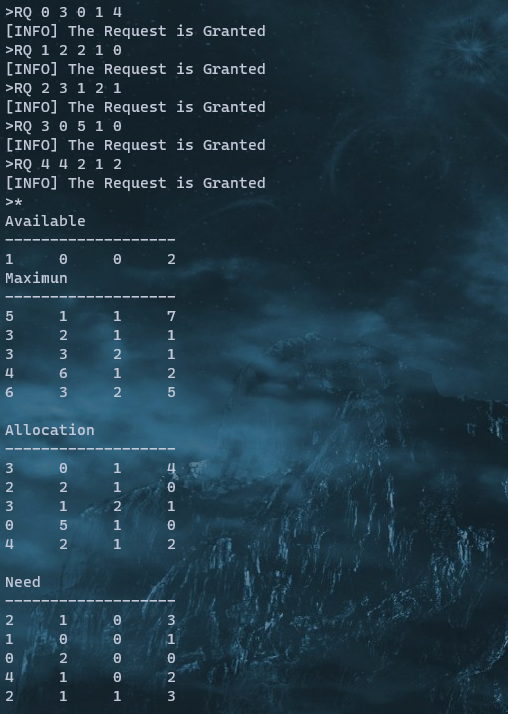 >RQ 0 3 0 1 4
[INFO] The Request is Granted
>RQ 1 2 2 1 0
[INFO] The Request is Granted
>RQ 2 3 1 2 1
[INFO] The Request is Granted
>RQ 3 0 5 1 0
[INFO] The Request is Granted
>RQ 4 4 2 1 2
[INFO] The Request is Granted
>*
Available
-------------------
1 0 0 2
Maximun
-------------------
5 1 1 7
3 2 1 1
3 3 2 1
4 6 1 2
6 3 2 5
Allocation
-------------------
3 0 1 4
2 2 1 0
3 1 2 1
0 5 1 0
4 2 1 2
Need
-------------------
2 1 0 3
1 0 0 1
0 2 0 0
4 1 0 2
2 1 1 3